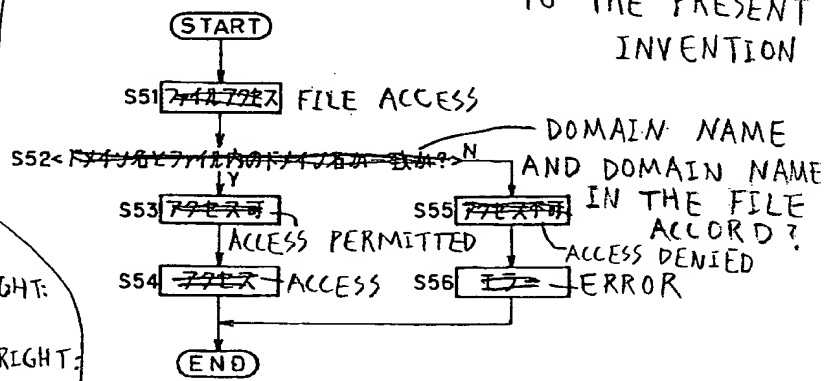 TO THE PRESENT
INVENTION
START
S51 ファイルアクセス FILE ACCESS
S52 ドメイン名とファイル内のドメイン名が一致か? N
DOMAIN NAME
AND DOMAIN NAME
IN THE FILE
ACCORD?
Y
S53 アクセス可
ACCESS PERMITTED
S55 アクセス不可
ACCESS DENIED
S54 アクセス ACCESS
S56 エラー ERROR
GHT:
RIGHT:
END